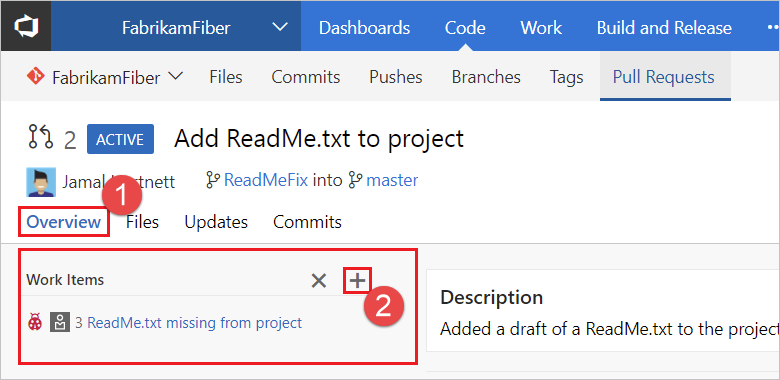 FabrikamFiber Dashboards Code Work Build and Release ...
FabrikamFiber Files Commits Pushes Branches Tags Pull Requests
2 ACTIVE Add ReadMe.txt to project
Jamal Hartnett ReadMeFix into master
1
Overview Files Updates Commits
Work Items
2
3 ReadMe.txt missing from project
Description
Added a draft of a ReadMe.txt to the project